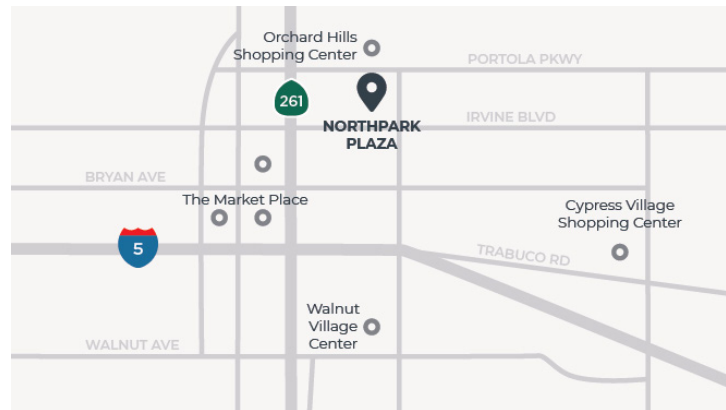 Orchard Hills
Shopping Center
PORTOLA PKWY
261
IRVINE BLVD
NORTHPARK
PLAZA
BRYAN AVE
The Market Place
Cypress Village
Shopping Center
5
TRABUCO RD
Walnut
Village
Center
WALNUT AVE